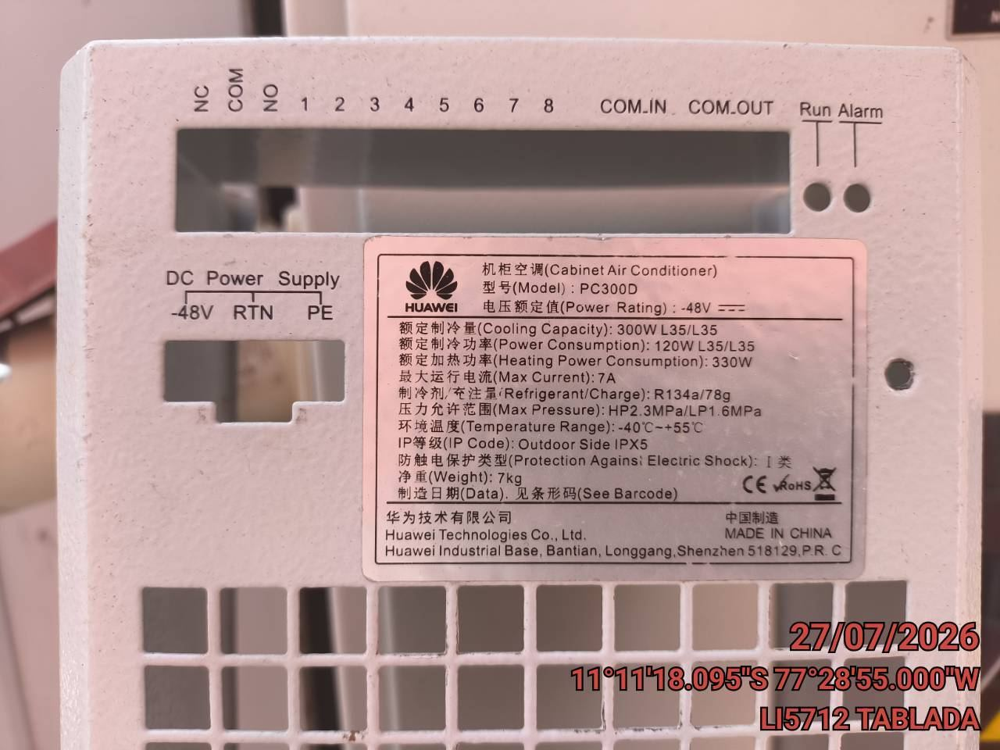 NC COM NO 1 2 3 4 5 6 7 8 COM-IN COM-OUT Run Alarm
DC Power Supply
-48V RTN PE
HUAWEI
机柜空调(Cabinet Air Conditioner)
型号(Model) : PC300D
电压额定值(Power Rating) : -48V
额定制冷量(Cooling Capacity): 300W L35/L35
额定制冷功率(Power Consumption): 120W L35/L35
额定加热功率(Heating Power Consumption): 330W
最大运行电流(Max Current): 7A
制冷剂/充注量(Refrigerant/Charge): R134a/78g
压力允许范围(Max Pressure): HP2.3MPa/LP1.6MPa
环境温度(Temperature Range): -40℃~+55℃
IP等级(IP Code): Outdoor Side IPX5
防触电保护类型(Protection Against Electric Shock): I 类
净重(Weight): 7kg
制造日期(Data). 见条形码(See Barcode)
CE RoHS
华为技术有限公司 中国制造
Huawei Technologies Co., Ltd. MADE IN CHINA
Huawei Industrial Base, Bantian, Longgang,Shenzhen 518129,P.R. C
27/07/2026
11°11'18.095"S 77°28'55.000"W
LI5712 TABLADA